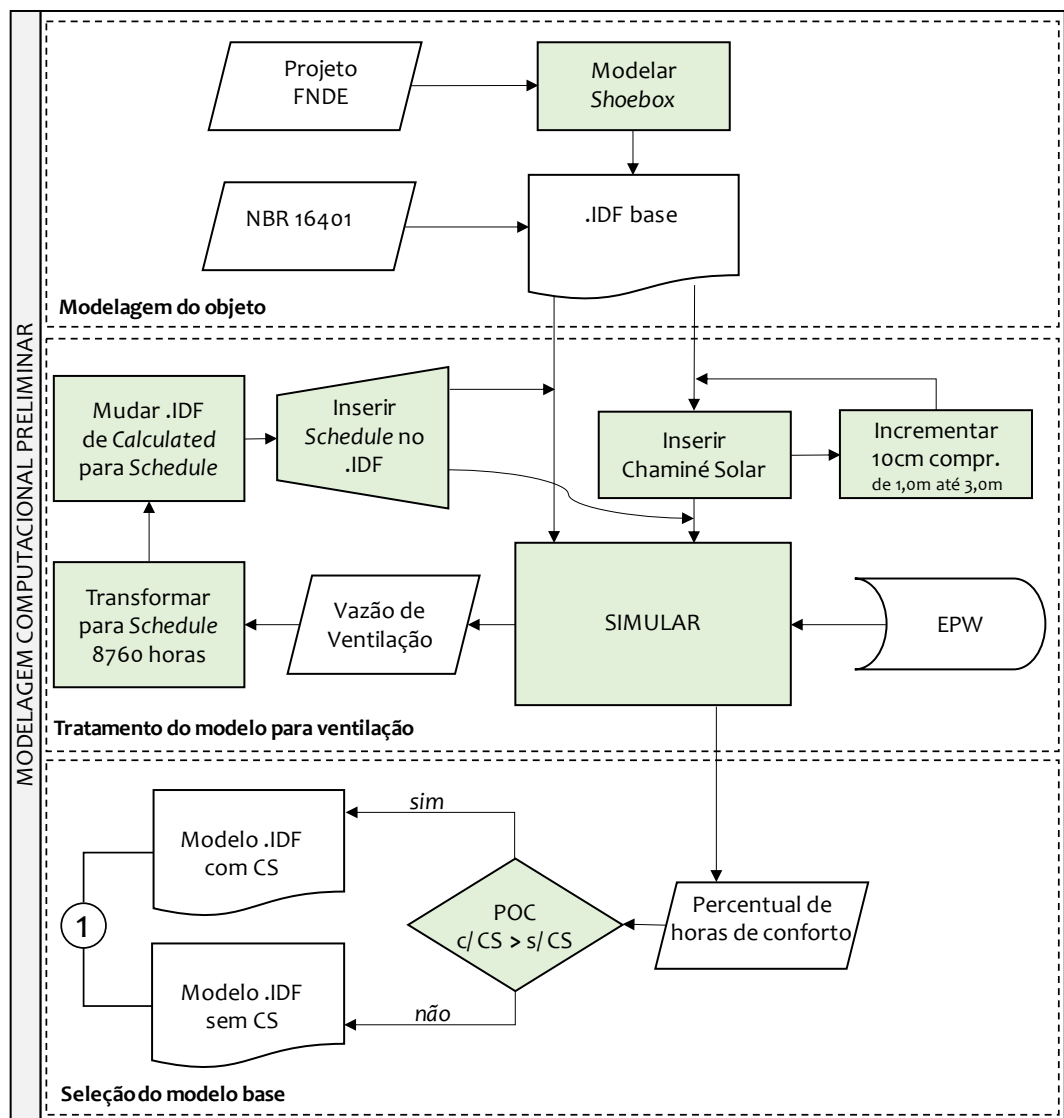 MODELAGEM COMPUTACIONAL PRELIMINAR
Projeto
FNDE
Modelar
Shoebox
NBR 16401
.IDF base
Modelagem do objeto
Mudar .IDF
de Calculated
para Schedule
Inserir
Schedule no
.IDF
Inserir
Chaminé Solar
Incrementar
10cm compr.
de 1,0m até 3,0m
Transformar
para Schedule
8760 horas
Vazão de
Ventilação
SIMULAR
EPW
Tratamento do modelo para ventilação
sim
Modelo .IDF
com CS
1
POC
c/ CS > s/ CS
Percentual de
horas de conforto
Modelo .IDF
sem CS
não
Seleção do modelo base